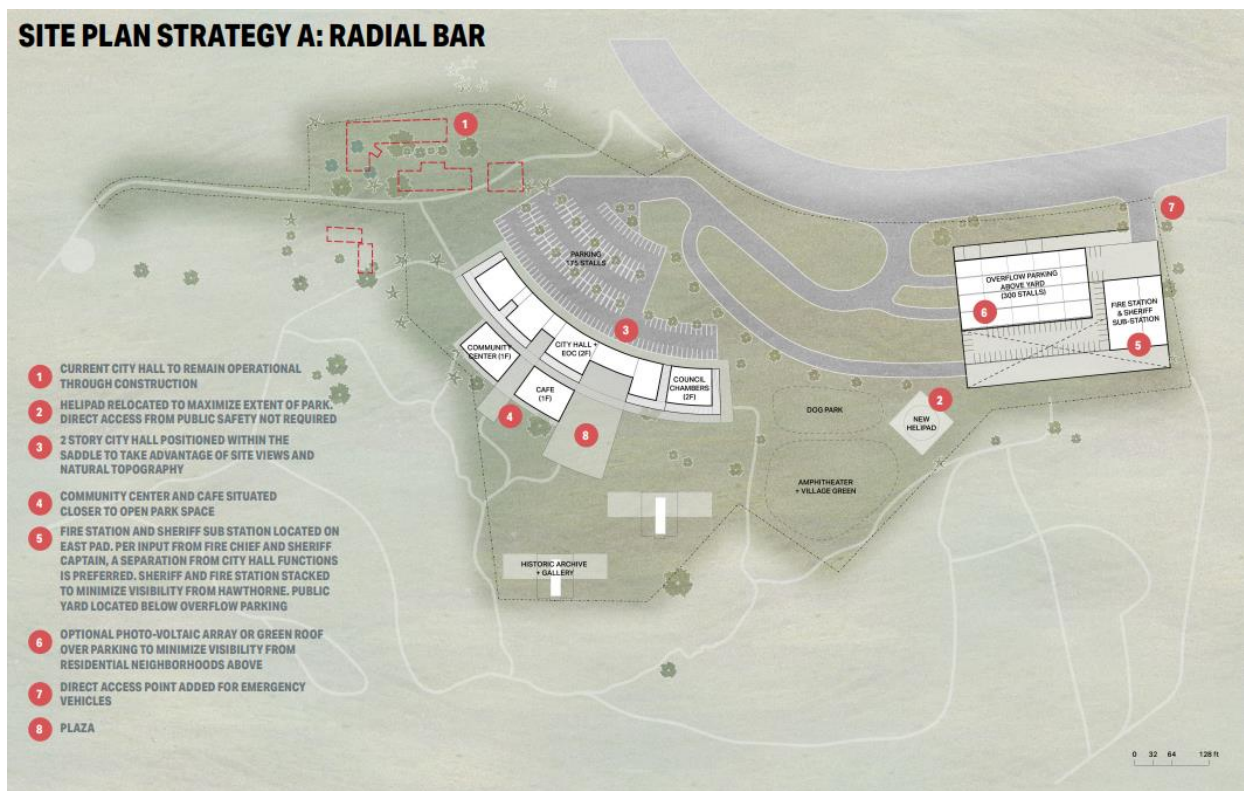 SITE PLAN STRATEGY A: RADIAL BAR
1
7
PARKING
175 STALLS
OVERFLOW PARKING
ABOVE YARD
(300 STALLS)
6
FIRE STATION
& SHERIFF
SUB-STATION
5
3
COMMUNITY
CENTER (1F)
CITY HALL +
EOC (2F)
CAFE
(1F)
COUNCIL
CHAMBERS
(2F)
4
8
DOG PARK
2
NEW
HELIPAD
AMPHITHEATER
+ VILLAGE GREEN
HISTORIC ARCHIVE
+ GALLERY
1 CURRENT CITY HALL TO REMAIN OPERATIONAL
THROUGH CONSTRUCTION
2 HELIPAD RELOCATED TO MAXIMIZE EXTENT OF PARK.
DIRECT ACCESS FROM PUBLIC SAFETY NOT REQUIRED
3 2 STORY CITY HALL POSITIONED WITHIN THE
SADDLE TO TAKE ADVANTAGE OF SITE VIEWS AND
NATURAL TOPOGRAPHY
4 COMMUNITY CENTER AND CAFE SITUATED
CLOSER TO OPEN PARK SPACE
5 FIRE STATION AND SHERIFF SUB STATION LOCATED ON
EAST PAD. PER INPUT FROM FIRE CHIEF AND SHERIFF
CAPTAIN, A SEPARATION FROM CITY HALL FUNCTIONS
IS PREFERRED. SHERIFF AND FIRE STATION STACKED
TO MINIMIZE VISIBILITY FROM HAWTHORNE. PUBLIC
YARD LOCATED BELOW OVERFLOW PARKING
6 OPTIONAL PHOTO-VOLTAIC ARRAY OR GREEN ROOF
OVER PARKING TO MINIMIZE VISIBILITY FROM
RESIDENTIAL NEIGHBORHOODS ABOVE
7 DIRECT ACCESS POINT ADDED FOR EMERGENCY
VEHICLES
8 PLAZA
0 32 64 128 ft